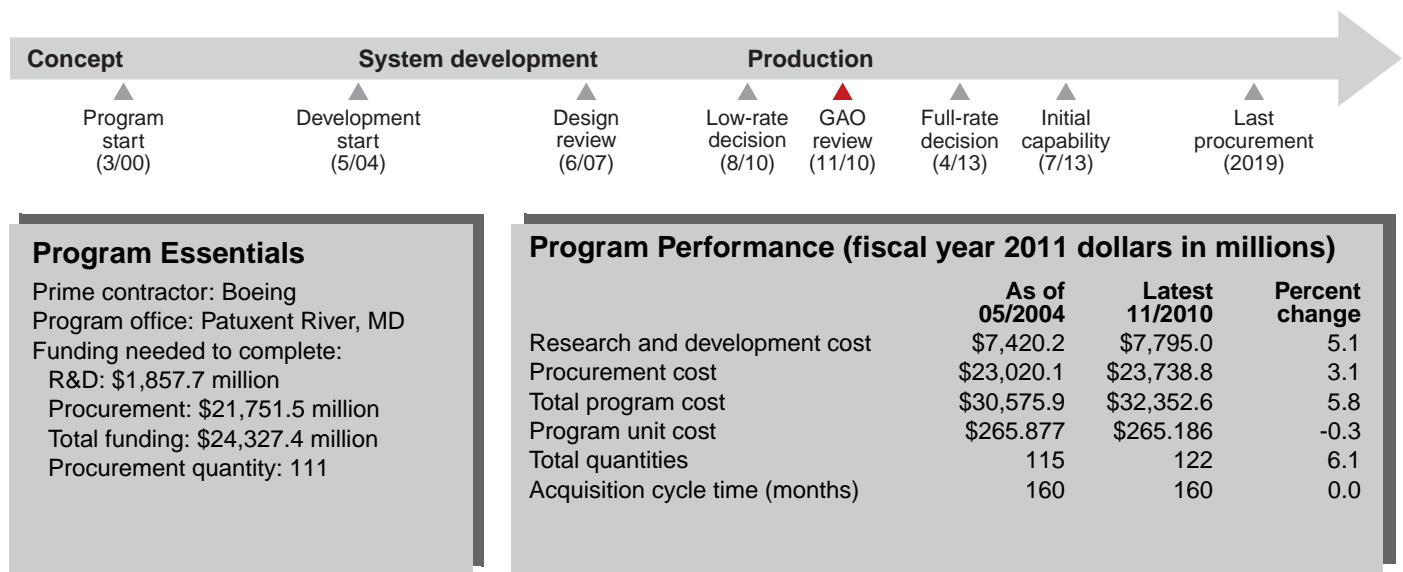 Concept System development Production
Program start (3/00)
Development start (5/04)
Design review (6/07)
Low-rate decision (8/10)
GAO review (11/10)
Full-rate decision (4/13)
Initial capability (7/13)
Last procurement (2019)
Program Essentials
Prime contractor: Boeing
Program office: Patuxent River, MD
Funding needed to complete:
R&D: $1,857.7 million
Procurement: $21,751.5 million
Total funding: $24,327.4 million
Procurement quantity: 111
Program Performance (fiscal year 2011 dollars in millions)
As of 05/2004 Latest 11/2010 Percent change
Research and development cost $7,420.2 $7,795.0 5.1
Procurement cost $23,020.1 $23,738.8 3.1
Total program cost $30,575.9 $32,352.6 5.8
Program unit cost $265.877 $265.186 -0.3
Total quantities 115 122 6.1
Acquisition cycle time (months) 160 160 0.0